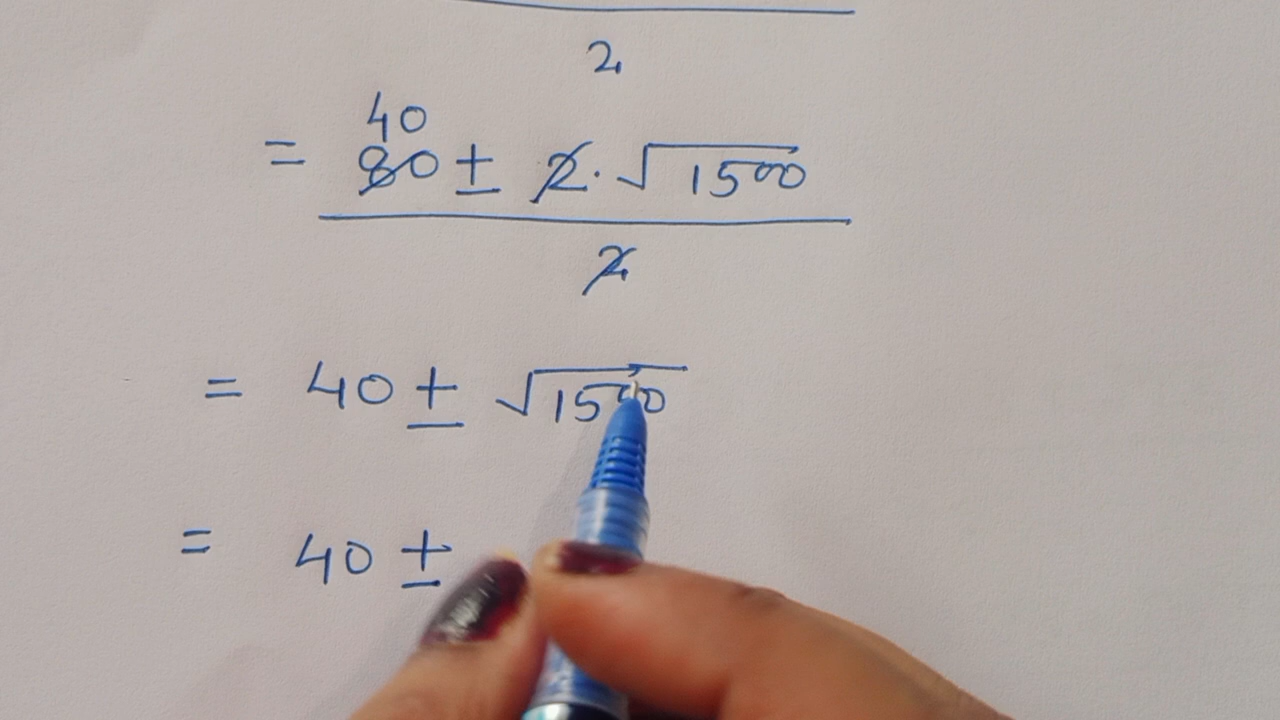 2
40
= 80 ± 2 · √1500
2
= 40 ± √1500
= 40 ±